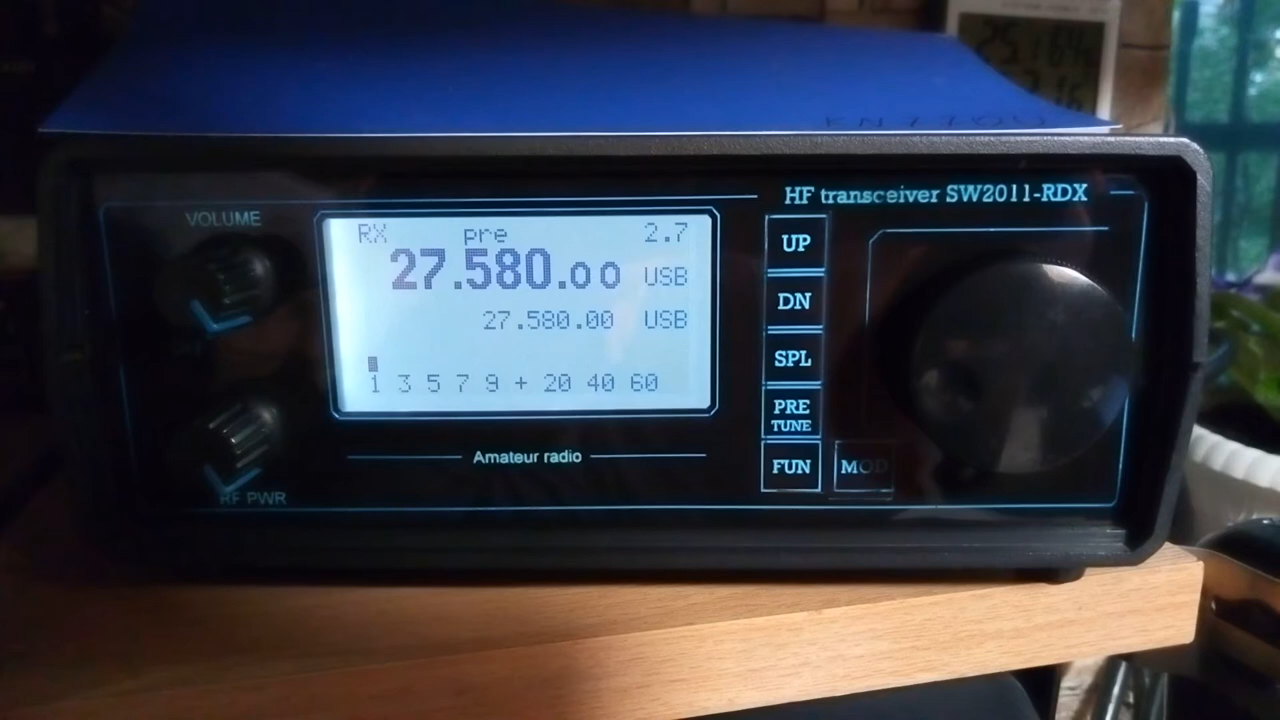 HF transceiver SW2011-RDX
VOLUME
RX pre 2.7
27.580.00 USB
27.580.00 USB
1 3 5 7 9 + 20 40 60
Amateur radio
RF PWR
UP
DN
SPL
PRE
TUNE
FUN
MOD